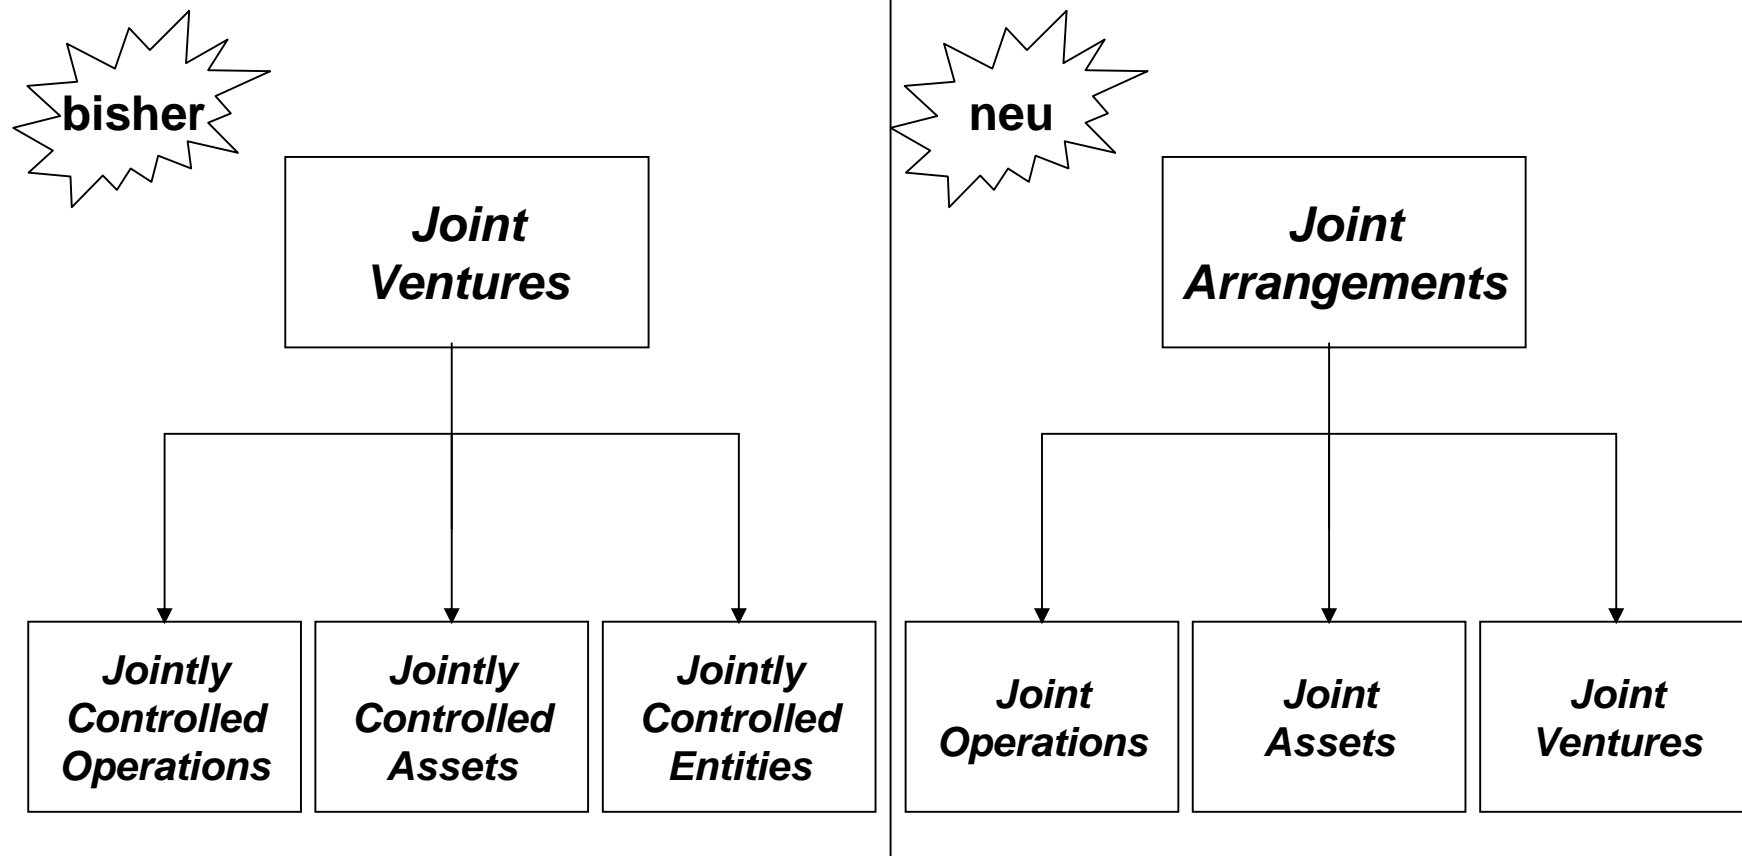 bisher
Joint
Ventures
Jointly
Controlled
Operations
Jointly
Controlled
Assets
Jointly
Controlled
Entities
neu
Joint
Arrangements
Joint
Operations
Joint
Assets
Joint
Ventures